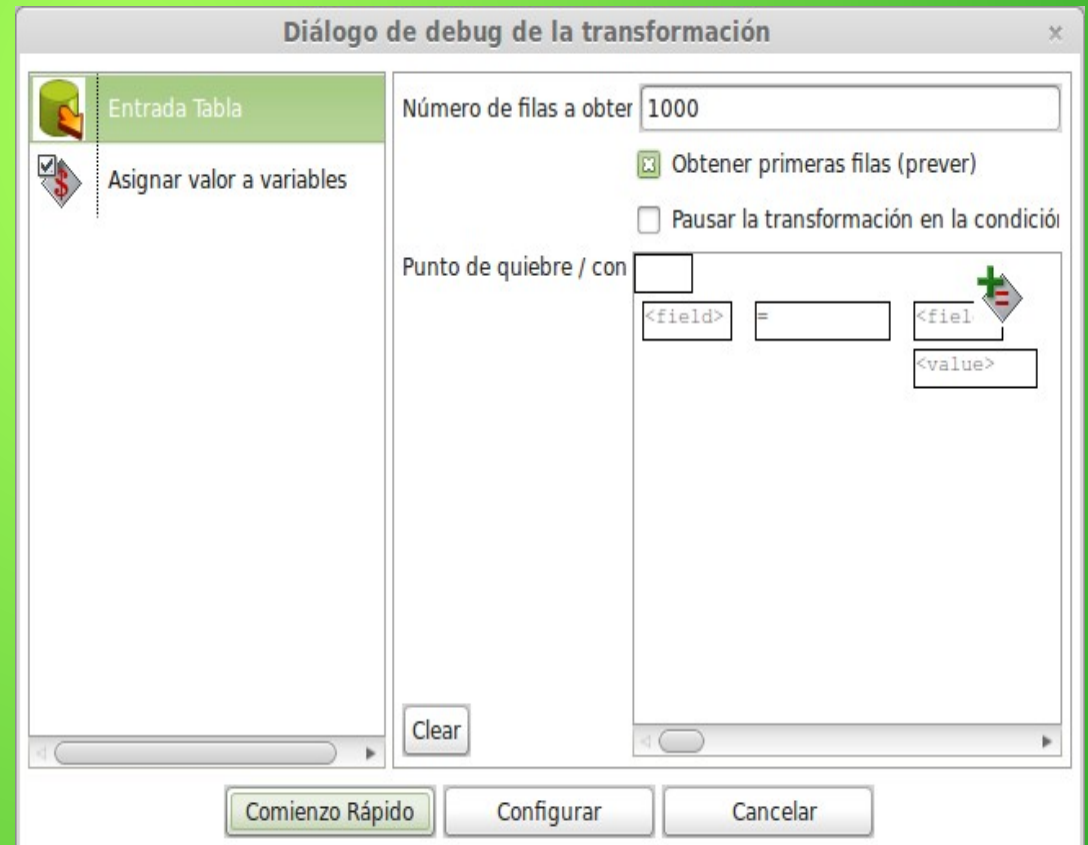 Diálogo de debug de la transformación
Entrada Tabla
Asignar valor a variables
Número de filas a obter
1000
Obtener primeras filas (prever)
Pausar la transformación en la condició
Punto de quiebre / con
<field>
=
<fiel
<value>
Clear
Comienzo Rápido
Configurar
Cancelar